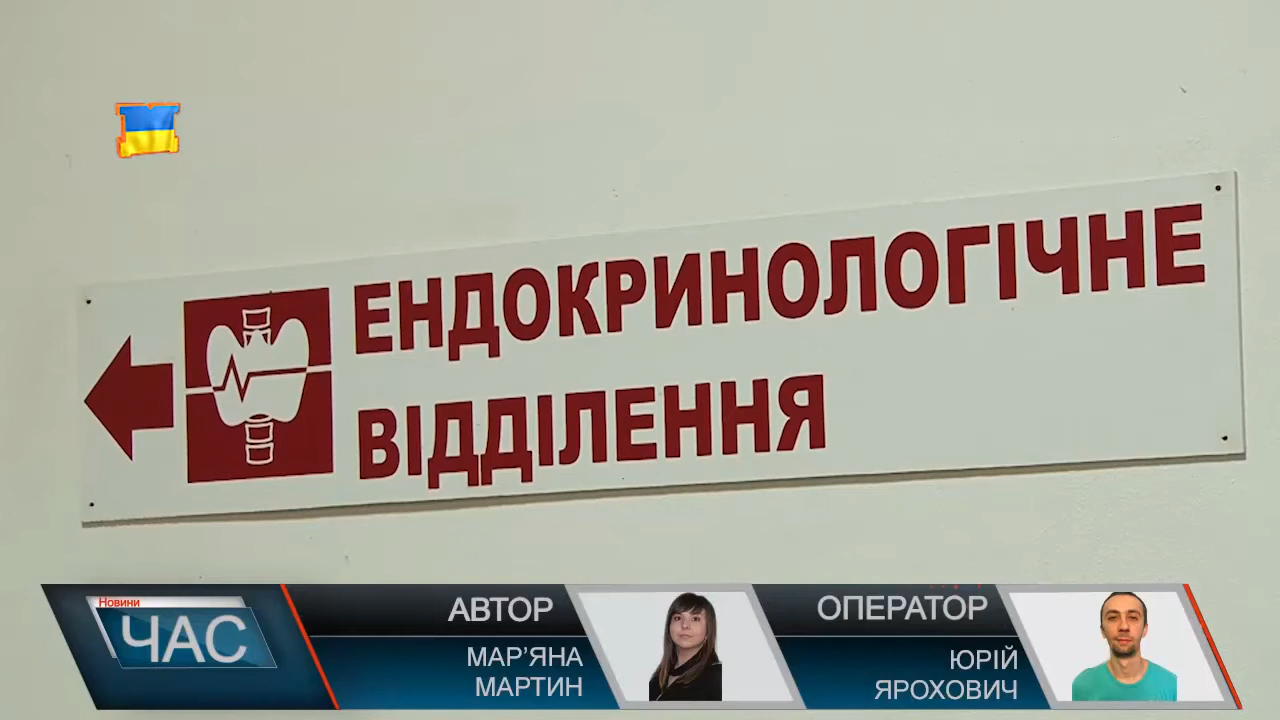 ЕНДОКРИНОЛОГІЧНЕ
ВІДДІЛЕННЯ
Новини
ЧАС
АВТОР
МАР’ЯНА
МАРТИН
ОПЕРАТОР
ЮРІЙ
ЯРОХОВИЧ